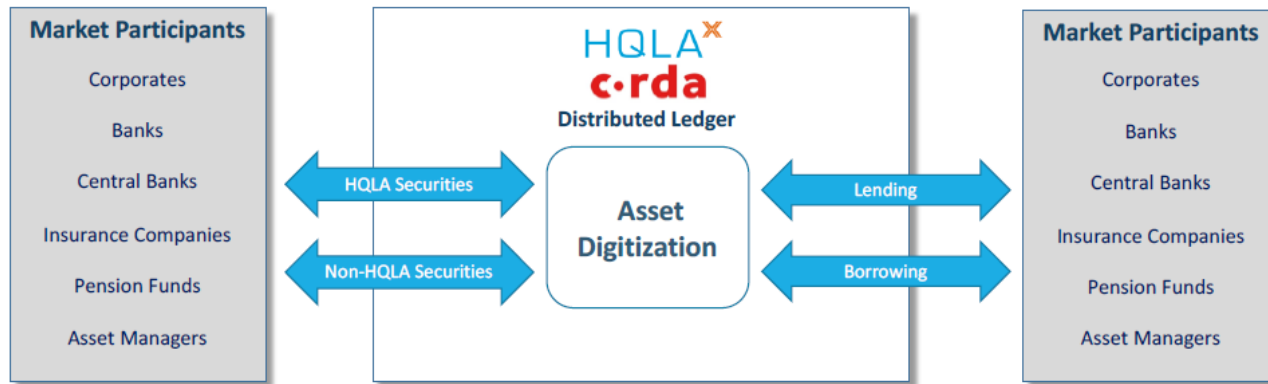 Market Participants
Corporates
Banks
Central Banks
Insurance Companies
Pension Funds
Asset Managers
HQLAX
c·rda
Distributed Ledger
HQLA Securities
Non-HQLA Securities
Asset
Digitization
Lending
Borrowing
Market Participants
Corporates
Banks
Central Banks
Insurance Companies
Pension Funds
Asset Managers